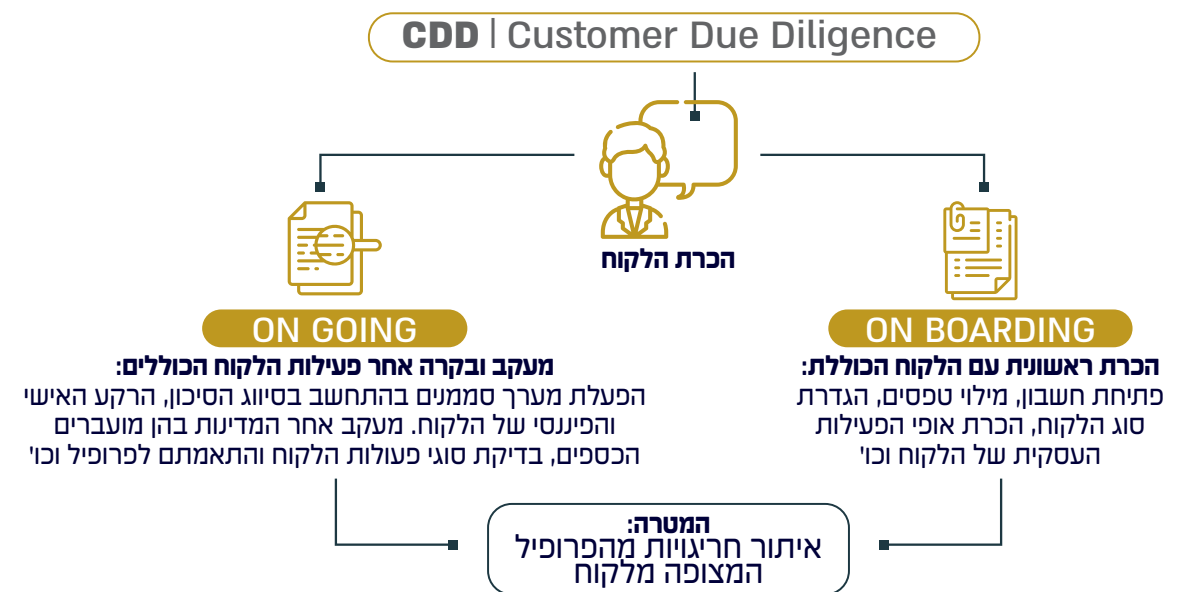 CDD | Customer Due Diligence
הכרת הלקוח
ON BOARDING
הכרת ראשונית עם הלקוח הכוללת:
פתיחת חשבון, מילוי טפסים, הגדרת
סוג הלקוח, הכרת אופי הפעילות
העסקית של הלקוח וכו'
ON GOING
מעקב ובקרה אחר פעילות הלקוח הכוללים:
הפעלת מערך סממנים בהתחשב בסיווג הסיכון, הרקע האישי
והפיננסי של הלקוח. מעקב אחר המדינות בהן מועברים
הכספים, בדיקת סוגי פעולות הלקוח והתאמתם לפרופיל וכו'
המטרה:
איתור חריגויות מהפרופיל
המצופה מלקוח